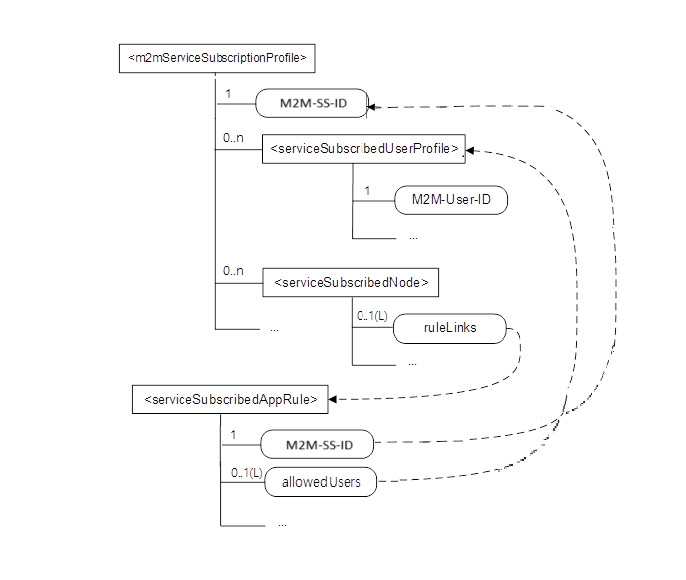 <m2mServiceSubscriptionProfile>
1
M2M-SS-ID
0..n
<serviceSubscribedUserProfile>
1
M2M-User-ID
...
0..n
<serviceSubscribedNode>
0..1(L)
ruleLinks
...
...
<serviceSubscribedAppRule>
1
M2M-SS-ID
0..1(L)
allowedUsers
...